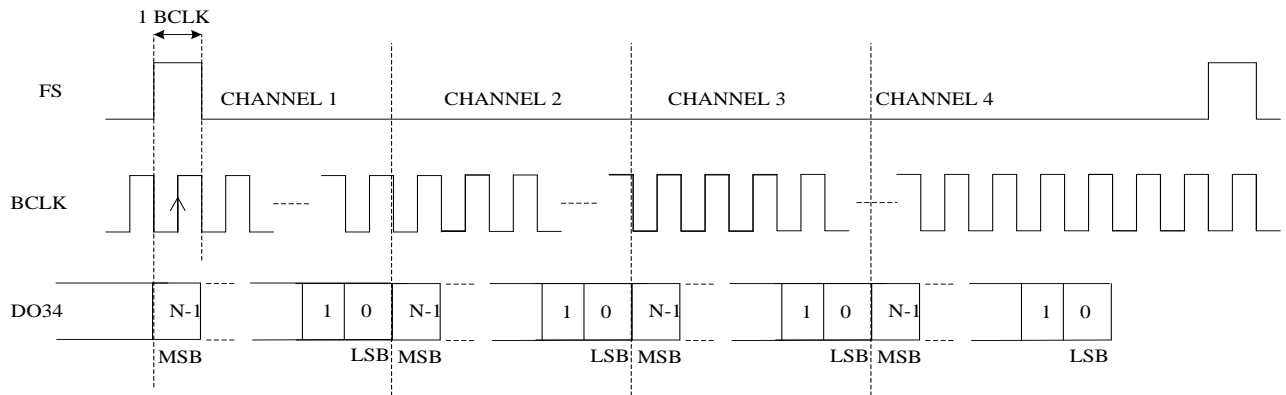 1 BCLK
FS
CHANNEL 1
CHANNEL 2
CHANNEL 3
CHANNEL 4
BCLK
DO34
N-1
1
0
N-1
1
0
N-1
1
0
N-1
1
0
MSB
LSB
MSB
LSB
MSB
LSB
MSB
LSB